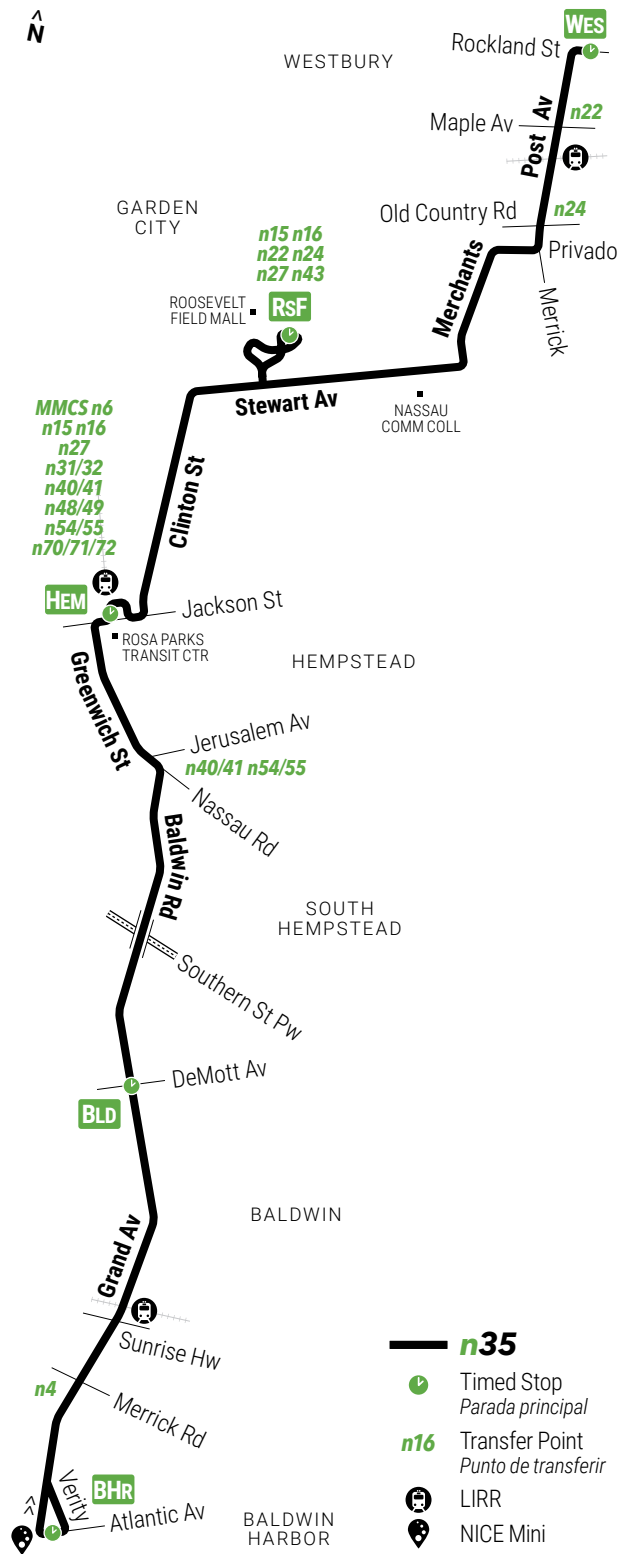 N
WES
Rockland St
WESTBURY
n22
Maple Av
Post Av
GARDEN
CITY
Old Country Rd
n24
Privado
Merchants
Merrick
n15 n16
n22 n24
n27 n43
ROOSEVELT
FIELD MALL
RSF
Stewart Av
NASSAU
COMM COLL
MMCS n6
n15 n16
n27
n31/32
n40/41
n48/49
n54/55
n70/71/72
Clinton St
HEM
Jackson St
ROSA PARKS
TRANSIT CTR
HEMPSTEAD
Greenwich St
Jerusalem Av
n40/41 n54/55
Nassau Rd
Baldwin Rd
SOUTH
HEMPSTEAD
Southern St Pw
DeMott Av
BLD
BALDWIN
Grand Av
Sunrise Hw
n4
Merrick Rd
Verity
>>
BHR
Atlantic Av
BALDWIN
HARBOR
n35
Timed Stop
Parada principal
n16
Transfer Point
Punto de transferir
LIRR
NICE Mini